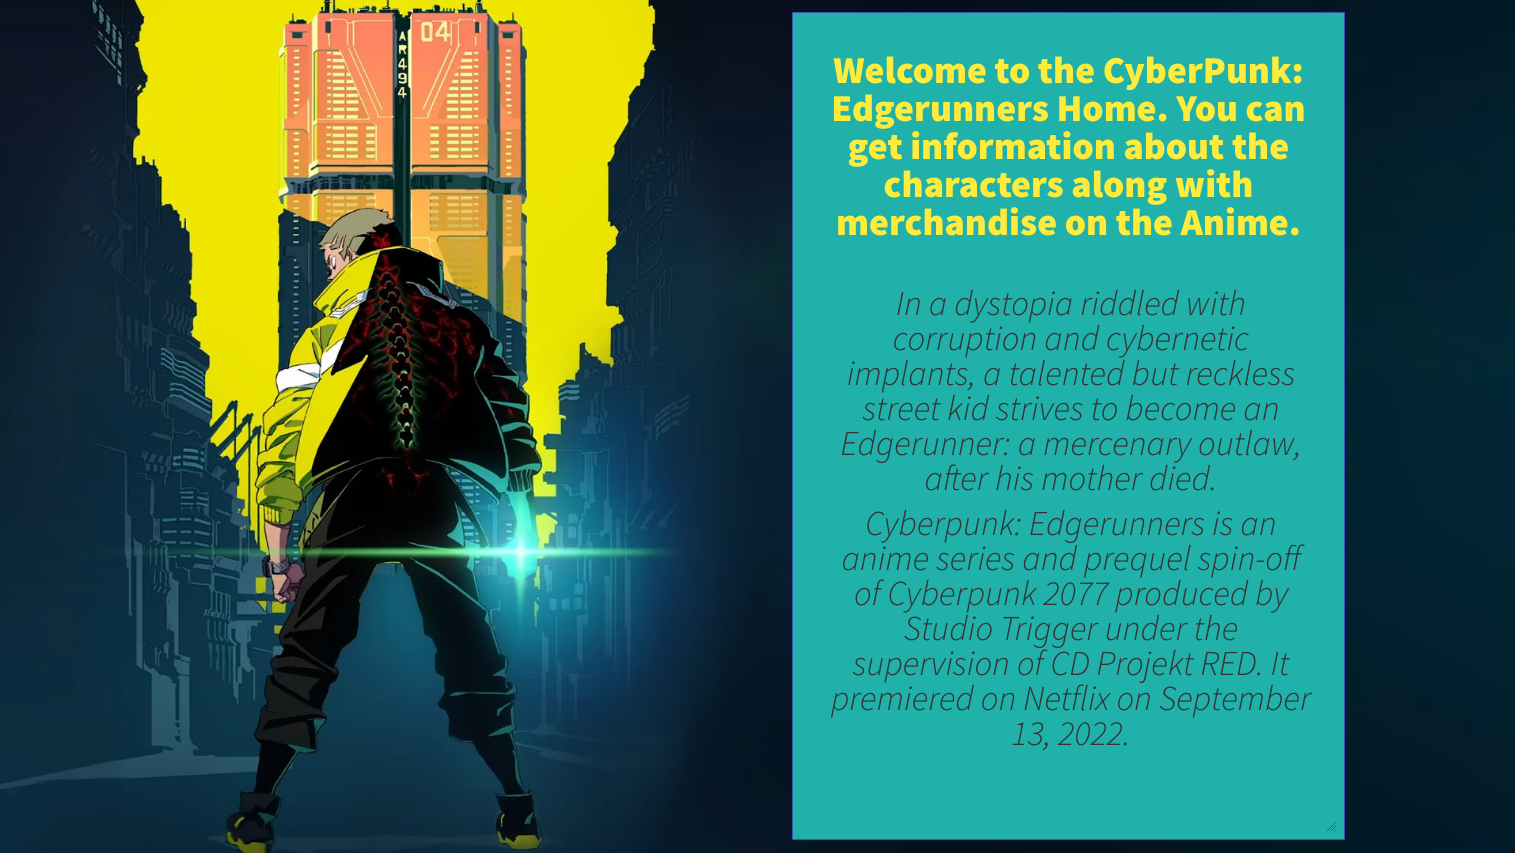 04
AR494
Welcome to the CyberPunk:
Edgerunners Home. You can
get information about the
characters along with
merchandise on the Anime.
In a dystopia riddled with
corruption and cybernetic
implants, a talented but reckless
street kid strives to become an
Edgerunner: a mercenary outlaw,
after his mother died.
Cyberpunk: Edgerunners is an
anime series and prequel spin-off
of Cyberpunk 2077 produced by
Studio Trigger under the
supervision of CD Projekt RED. It
premiered on Netflix on September
13, 2022.